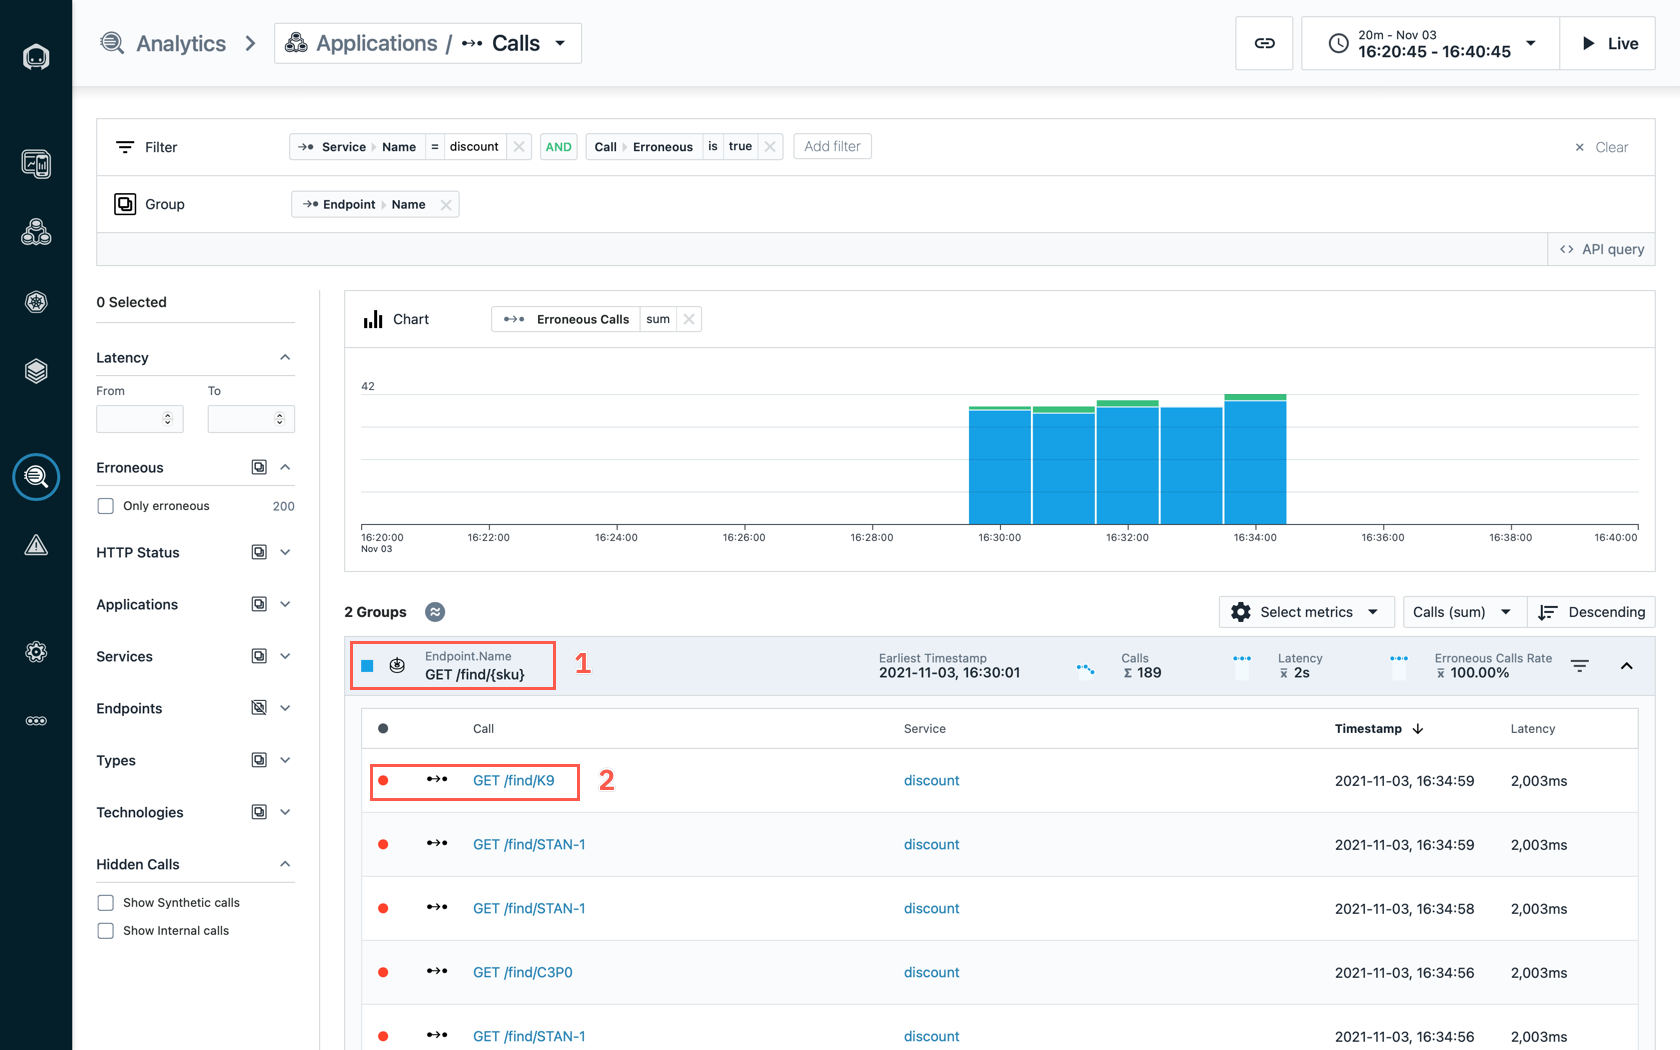 Analytics
Applications / Calls
20m - Nov 03
16:20:45 - 16:40:45
Live
Filter
Service Name = discount
AND
Call Erroneous is true
Add filter
× Clear
Group
Endpoint Name
<> API query
0 Selected
Latency
From To
Erroneous
Only erroneous 200
HTTP Status
Applications
Services
Endpoints
Types
Technologies
Hidden Calls
Show Synthetic calls
Show Internal calls
Chart
Erroneous Calls sum
42
16:20:00 16:22:00 16:24:00 16:26:00 16:28:00 16:30:00 16:32:00 16:34:00 16:36:00 16:38:00 16:40:00
Nov 03
2 Groups
Select metrics
Calls (sum)
Descending
Endpoint.Name
GET /find/{sku}
1
Earliest Timestamp
2021-11-03, 16:30:01
Calls
Σ 189
Latency
x̄ 2s
Erroneous Calls Rate
x̄ 100.00%
Call Service Timestamp ↓ Latency
GET /find/K9 2 discount 2021-11-03, 16:34:59 2,003ms
GET /find/STAN-1 discount 2021-11-03, 16:34:59 2,003ms
GET /find/STAN-1 discount 2021-11-03, 16:34:58 2,003ms
GET /find/C3P0 discount 2021-11-03, 16:34:56 2,003ms
GET /find/STAN-1 discount 2021-11-03, 16:34:56 2,003ms